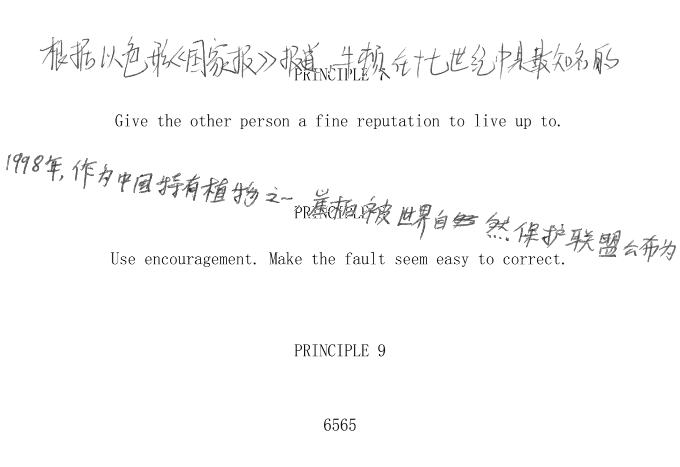 根据以色彩《国家报》报道,牛顿在十七世纪中是最知名的
PRINCIPLE 7
Give the other person a fine reputation to live up to.
1998年,作为中国特有植物之一,崖柏被世界自然保护联盟公布为
PRINCIPLE
Use encouragement. Make the fault seem easy to correct.
PRINCIPLE 9
6565